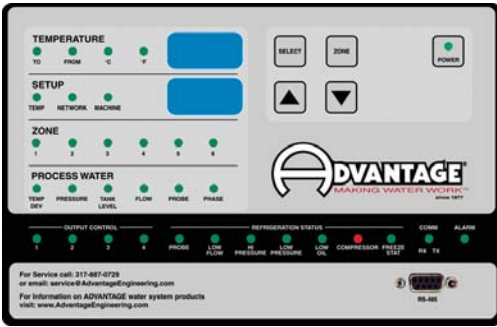 TEMPERATURE
TO FROM °C °F
SETUP
TEMP NETWORK MACHINE
ZONE
1 2 3 4 5 6
PROCESS WATER
TEMP DEV PRESSURE TANK LEVEL FLOW PROBE PHASE
SELECT ZONE
POWER
ADVANTAGE®
MAKING WATER WORK™
since 1977
OUTPUT CONTROL REFRIGERATION STATUS COMM ALARM
1 2 3 4 PROBE LOW FLOW HI PRESSURE LOW PRESSURE LOW OIL COMPRESSOR FREEZE STAT RX TX
For Service call: 317-887-0729
or email: service@AdvantageEngineering.com
For Information on ADVANTAGE water system products
visit: www.AdvantageEngineering.com
RS-485